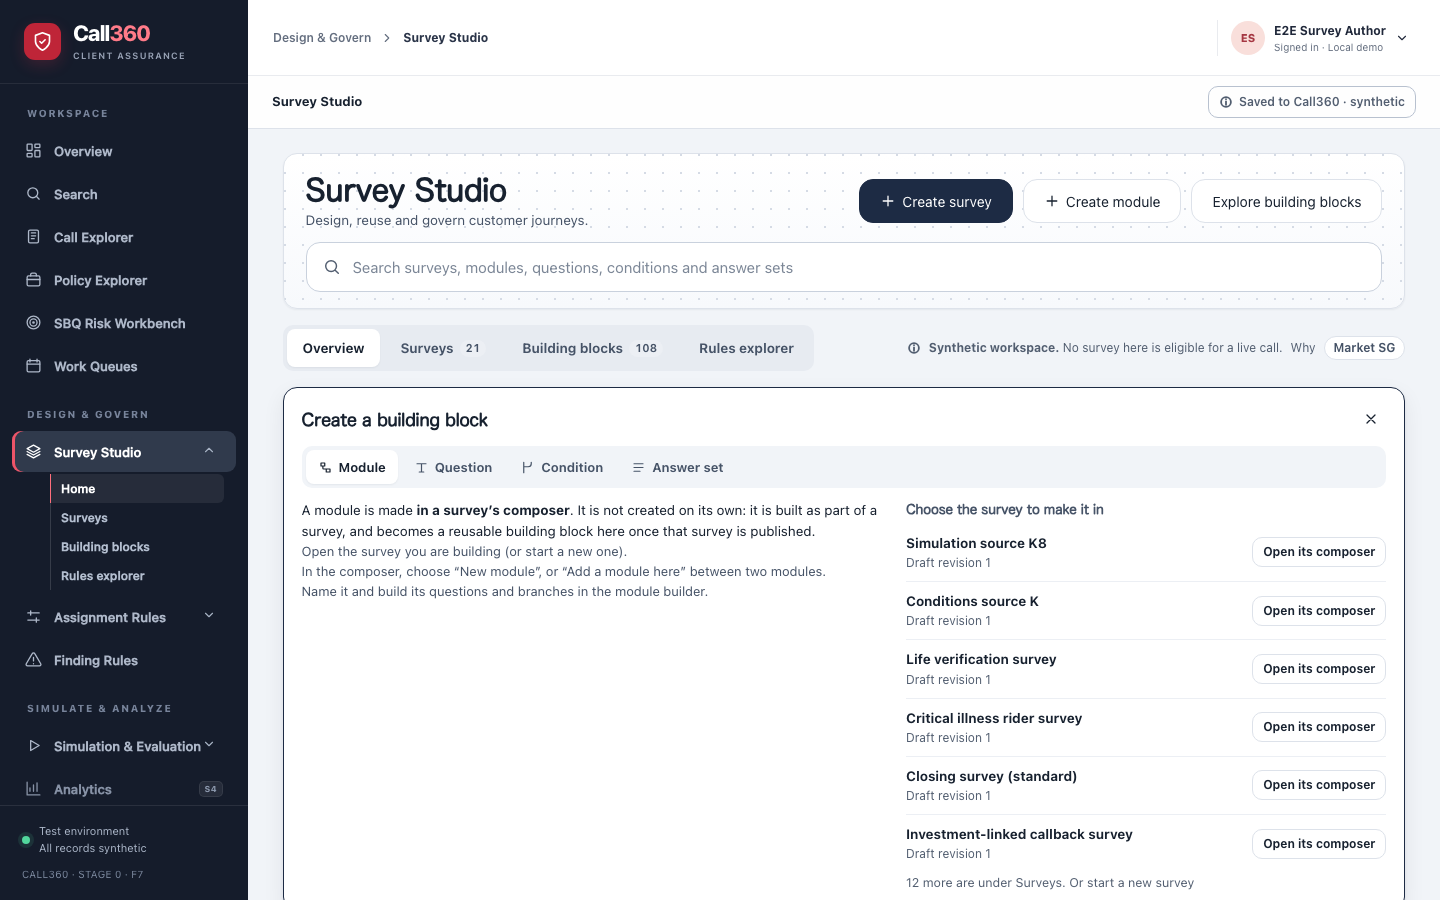 Call360
CLIENT ASSURANCE
WORKSPACE
Overview
Search
Call Explorer
Policy Explorer
SBQ Risk Workbench
Work Queues
DESIGN & GOVERN
Survey Studio
Home
Surveys
Building blocks
Rules explorer
Assignment Rules
Finding Rules
SIMULATE & ANALYZE
Simulation & Evaluation
Analytics S4
Test environment
All records synthetic
CALL360 · STAGE 0 · F7
Design & Govern > Survey Studio
ES E2E Survey Author
Signed in · Local demo
Survey Studio
Saved to Call360 · synthetic
Survey Studio
Design, reuse and govern customer journeys.
+ Create survey
+ Create module
Explore building blocks
Search surveys, modules, questions, conditions and answer sets
Overview Surveys 21 Building blocks 108 Rules explorer
Synthetic workspace. No survey here is eligible for a live call. Why Market SG
Create a building block
Module Question Condition Answer set
A module is made in a survey’s composer. It is not created on its own: it is built as part of a
survey, and becomes a reusable building block here once that survey is published.
Open the survey you are building (or start a new one).
In the composer, choose “New module”, or “Add a module here” between two modules.
Name it and build its questions and branches in the module builder.
Choose the survey to make it in
Simulation source K8
Draft revision 1
Open its composer
Conditions source K
Draft revision 1
Open its composer
Life verification survey
Draft revision 1
Open its composer
Critical illness rider survey
Draft revision 1
Open its composer
Closing survey (standard)
Draft revision 1
Open its composer
Investment-linked callback survey
Draft revision 1
Open its composer
12 more are under Surveys. Or start a new survey